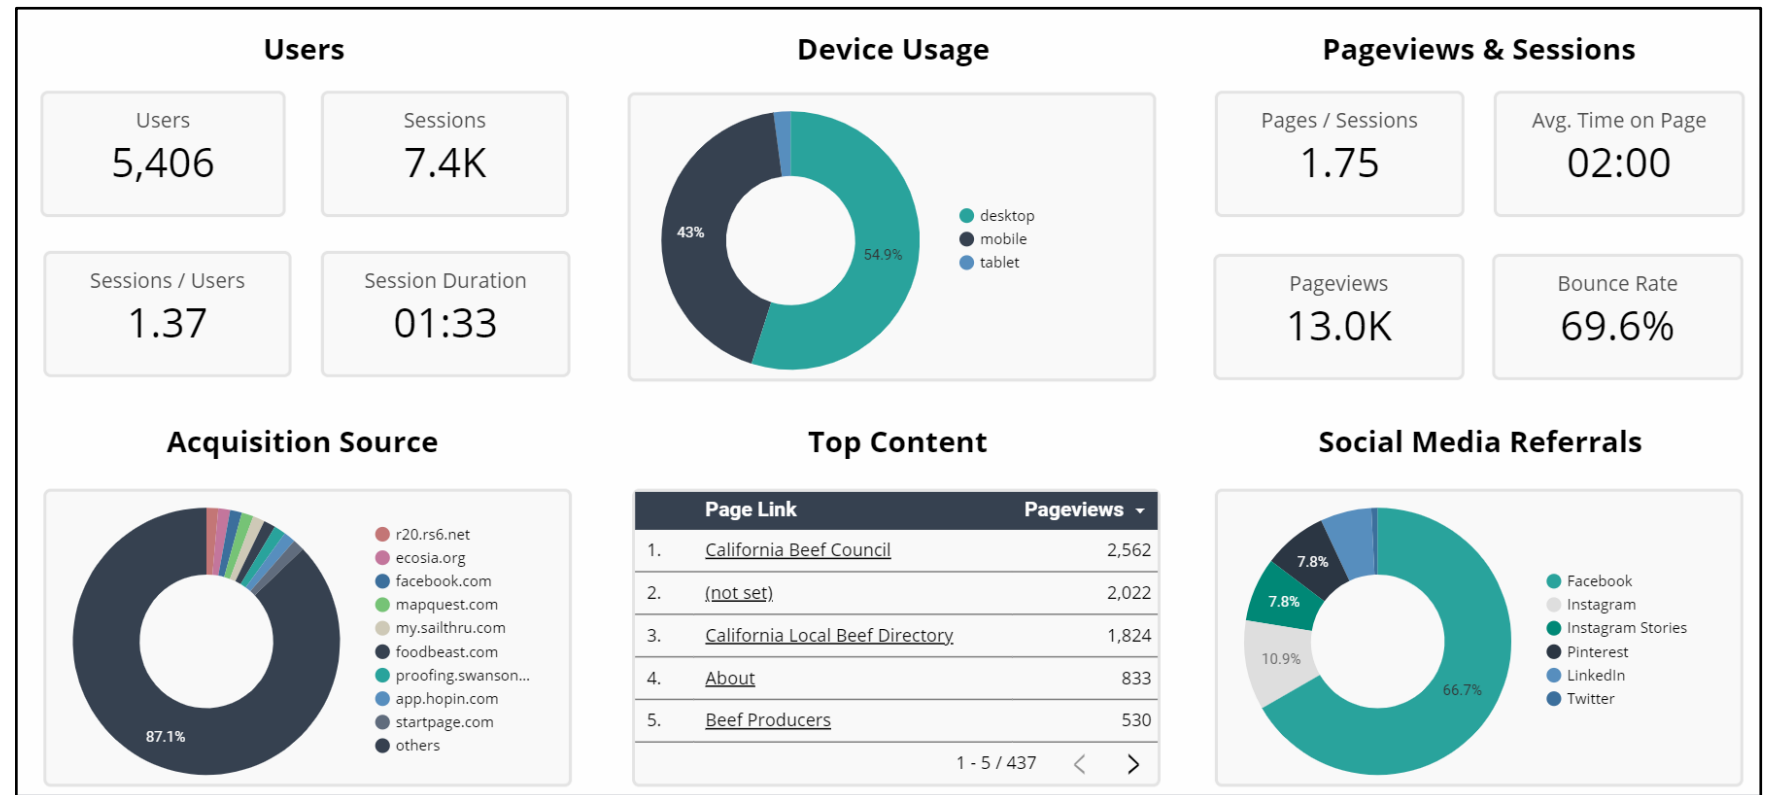 Users
Users
5,406
Sessions
7.4K
Sessions / Users
1.37
Session Duration
01:33
Device Usage
43%
54.9%
desktop
mobile
tablet
Pageviews & Sessions
Pages / Sessions
1.75
Avg. Time on Page
02:00
Pageviews
13.0K
Bounce Rate
69.6%
Acquisition Source
87.1%
r20.rs6.net
ecosia.org
facebook.com
mapquest.com
my.sailthru.com
foodbeast.com
proofing.swanson...
app.hopin.com
startpage.com
others
Top Content
Page Link Pageviews
1. California Beef Council 2,562
2. (not set) 2,022
3. California Local Beef Directory 1,824
4. About 833
5. Beef Producers 530
1 - 5 / 437
Social Media Referrals
7.8%
7.8%
10.9%
66.7%
Facebook
Instagram
Instagram Stories
Pinterest
LinkedIn
Twitter